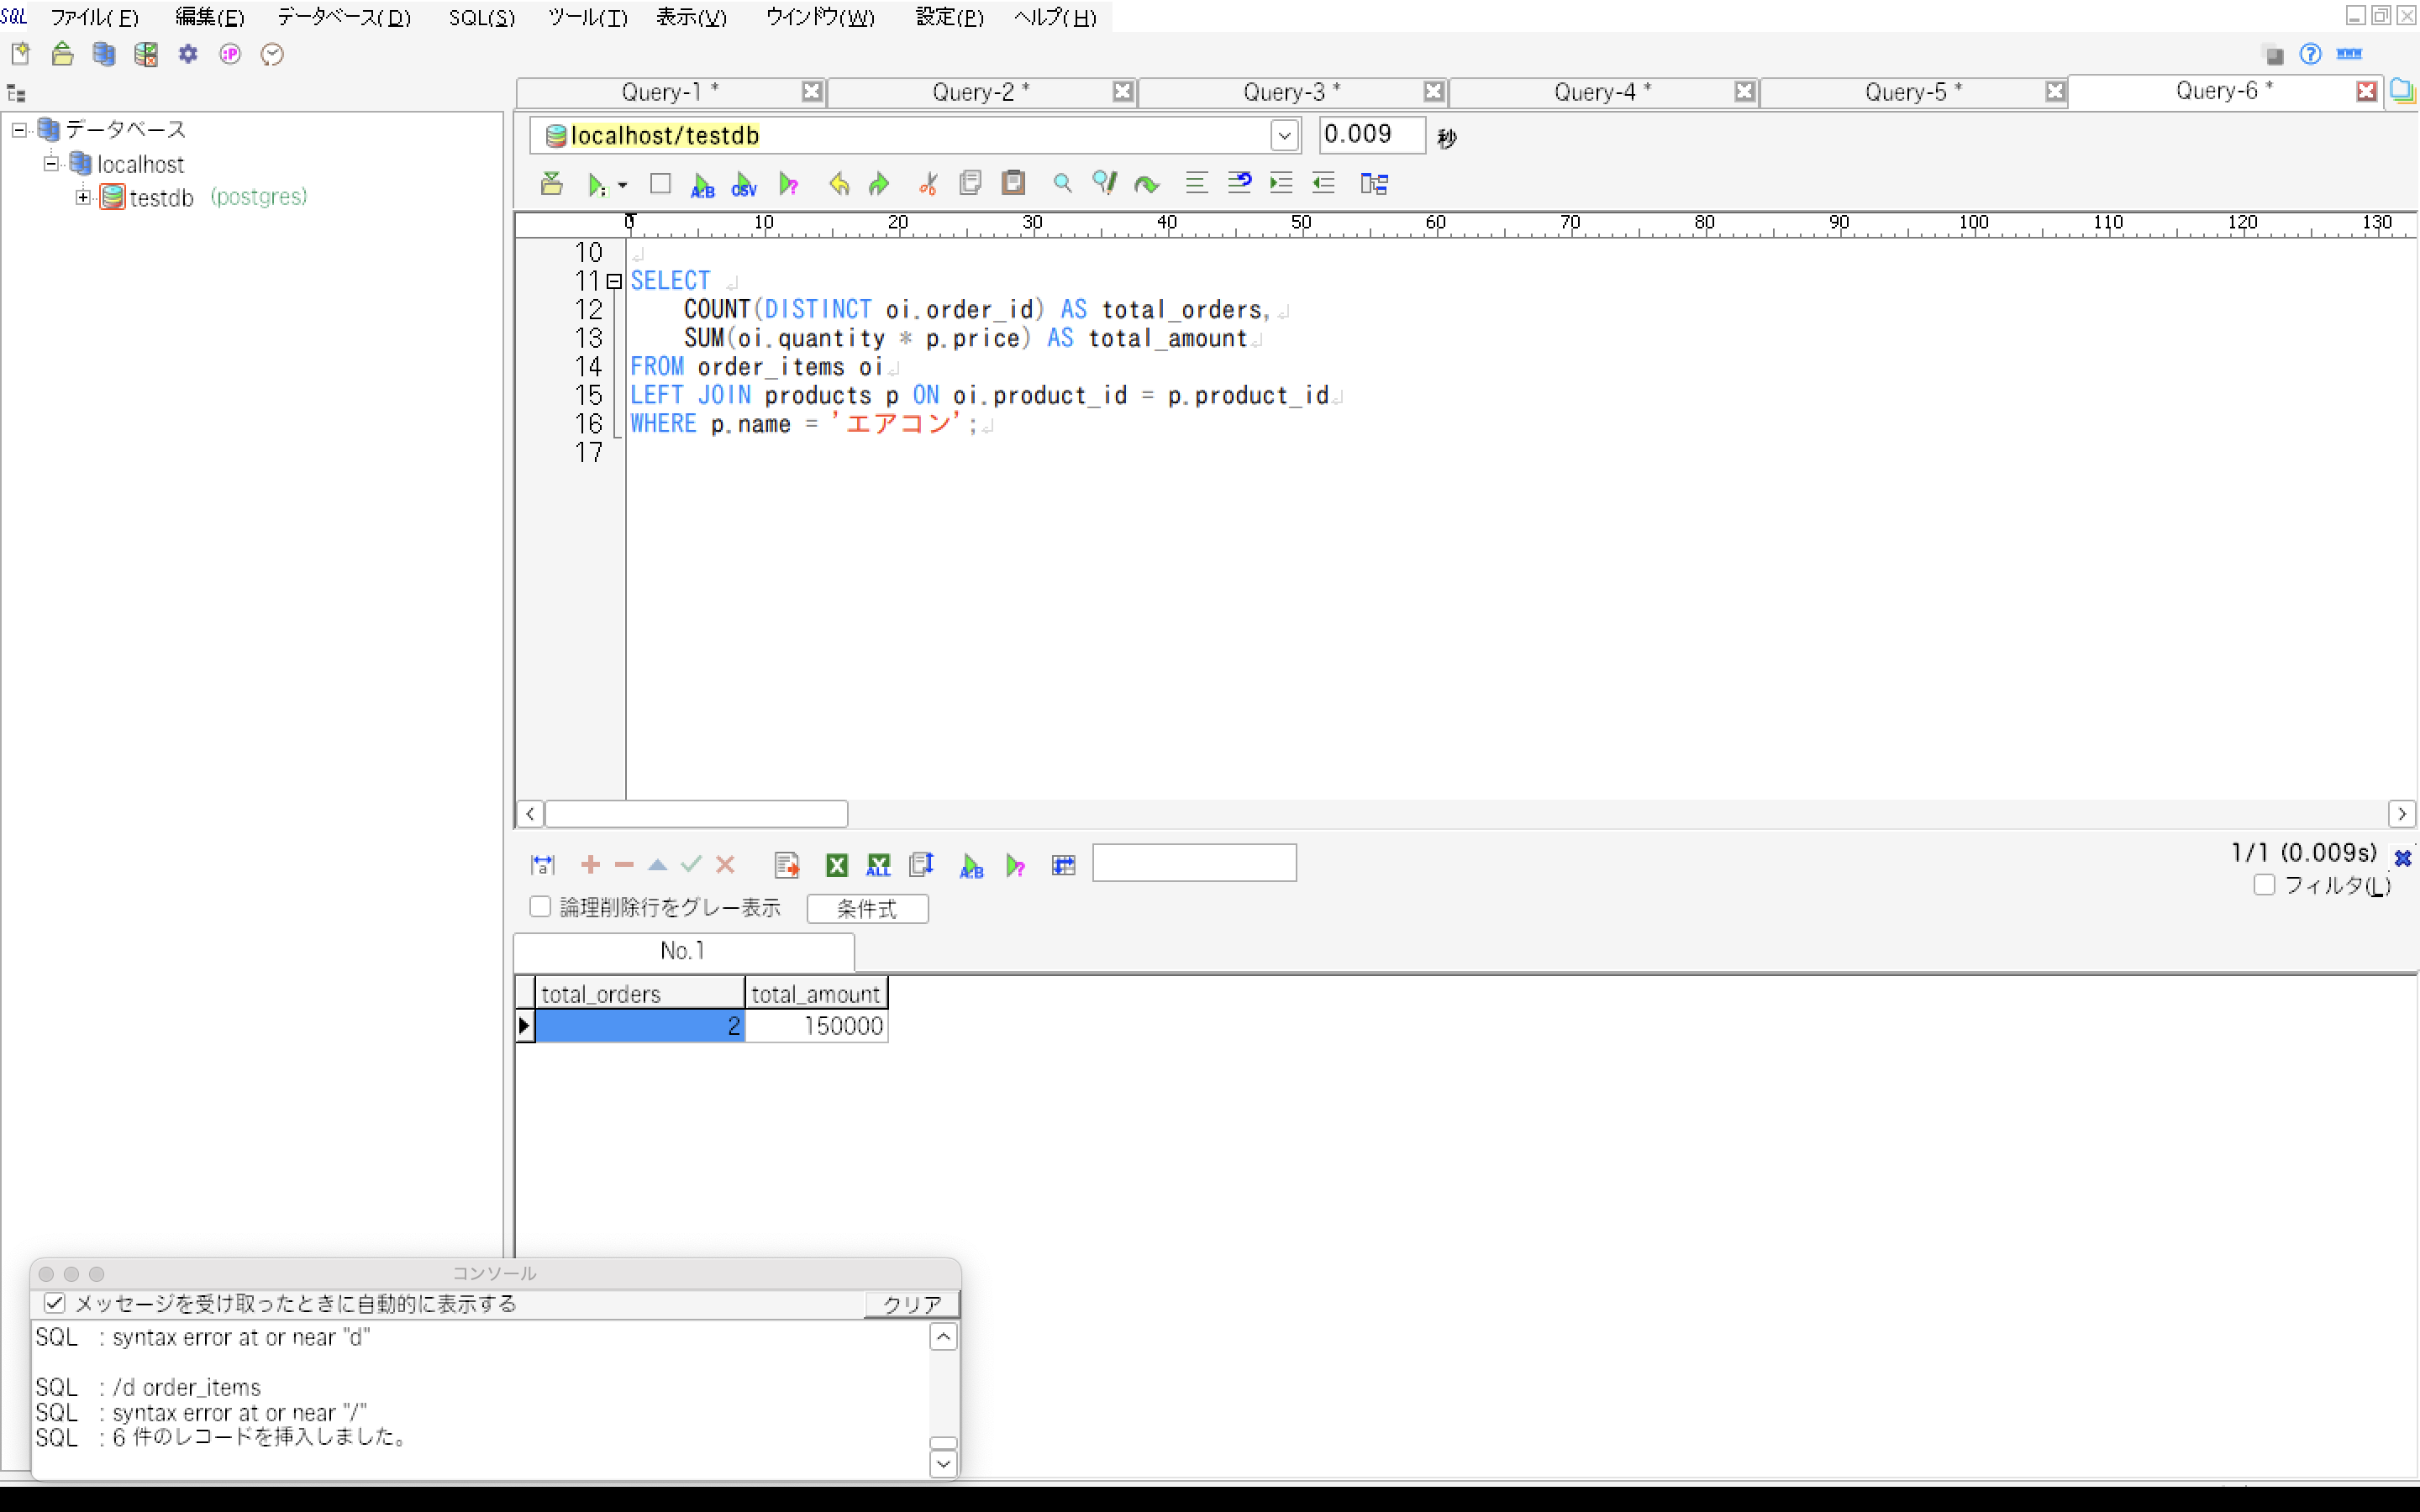 SQL ファイル(F) 編集(E) データベース(D) SQL(S) ツール(T) 表示(V) ウインドウ(W) 設定(P) ヘルプ(H)
Query-1 * Query-2 * Query-3 * Query-4 * Query-5 * Query-6 *
データベース
localhost
testdb (postgres)
localhost/testdb 0.009 秒
A:B CSV
0 10 20 30 40 50 60 70 80 90 100 110 120 130
10
11 SELECT
12 COUNT(DISTINCT oi.order_id) AS total_orders,
13 SUM(oi.quantity * p.price) AS total_amount
14 FROM order_items oi
15 LEFT JOIN products p ON oi.product_id = p.product_id
16 WHERE p.name = 'エアコン';
17
ALL A:B
1/1 (0.009s)
フィルタ(L)
論理削除行をグレー表示 条件式
No.1
total_orders total_amount
2 150000
コンソール
メッセージを受け取ったときに自動的に表示する クリア
SQL : syntax error at or near "d"
SQL : /d order_items
SQL : syntax error at or near "/"
SQL : 6 件のレコードを挿入しました。